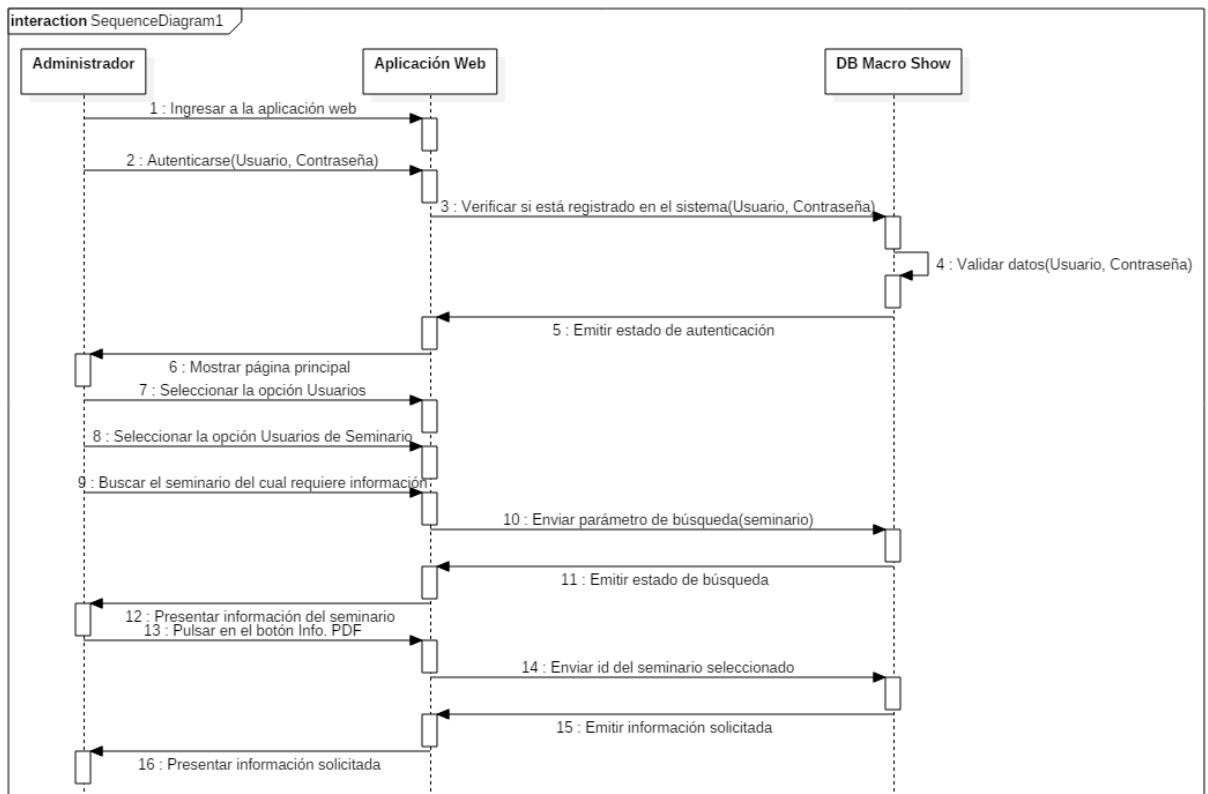 interaction SequenceDiagram1
Administrador
Aplicación Web
DB Macro Show
1 : Ingresar a la aplicación web
2 : Autenticarse(Usuario, Contraseña)
3 : Verificar si está registrado en el sistema(Usuario, Contraseña)
4 : Validar datos(Usuario, Contraseña)
5 : Emitir estado de autenticación
6 : Mostrar página principal
7 : Seleccionar la opción Usuarios
8 : Seleccionar la opción Usuarios de Seminario
9 : Buscar el seminario del cual requiere información
10 : Enviar parámetro de búsqueda(seminario)
11 : Emitir estado de búsqueda
12 : Presentar información del seminario
13 : Pulsar en el botón Info. PDF
14 : Enviar id del seminario seleccionado
15 : Emitir información solicitada
16 : Presentar información solicitada